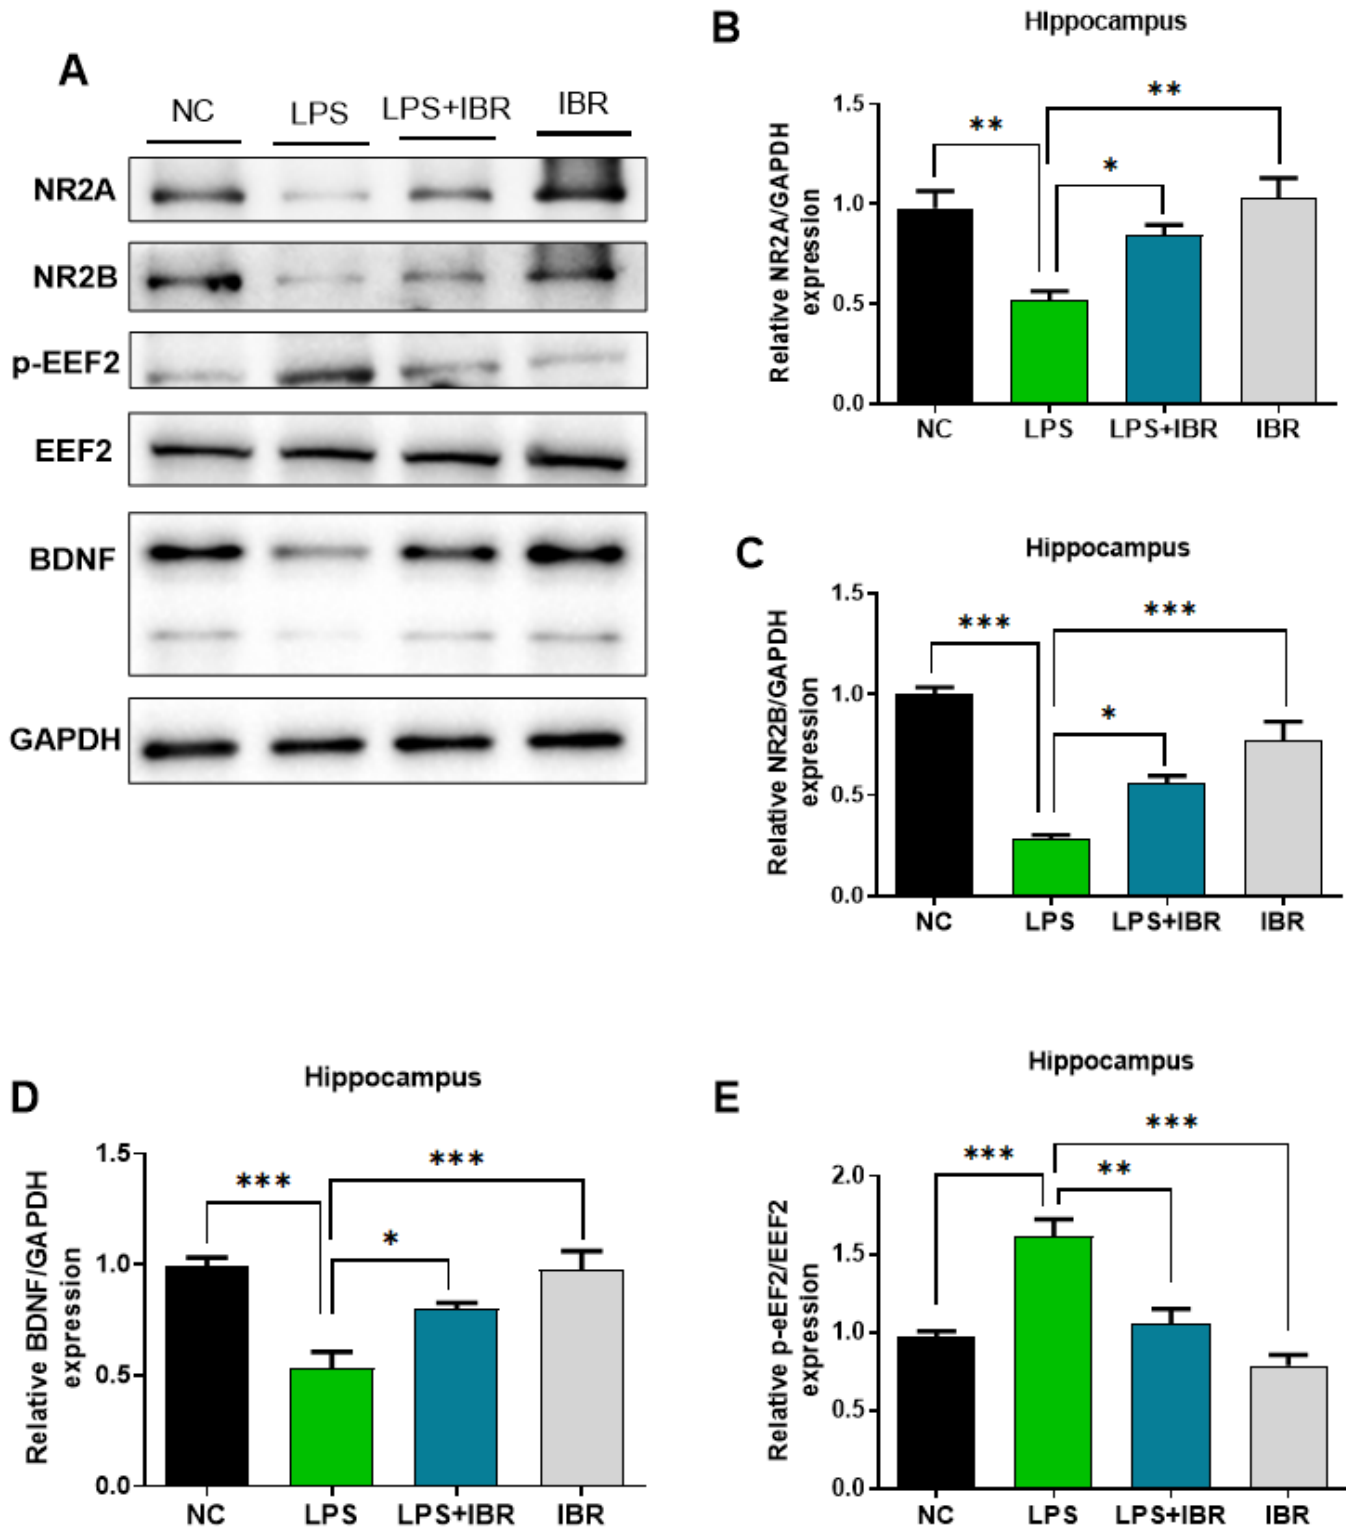 A
NC LPS LPS+IBR IBR
NR2A
NR2B
p-EEF2
EEF2
BDNF
GAPDH
B
HIppocampus
Relative NR2A/GAPDH
expression
1.5
1.0
0.5
0.0
** * **
NC LPS LPS+IBR IBR
C
Hippocampus
Relative NR2B/GAPDH
expression
1.5
1.0
0.5
0.0
*** * ***
NC LPS LPS+IBR IBR
D
Hippocampus
Relative BDNF/GAPDH
expression
1.5
1.0
0.5
0.0
*** * ***
NC LPS LPS+IBR IBR
E
Hippocampus
Relative p-eEF2/EEF2
expression
2.0
1.5
1.0
0.5
0.0
*** ** ***
NC LPS LPS+IBR IBR